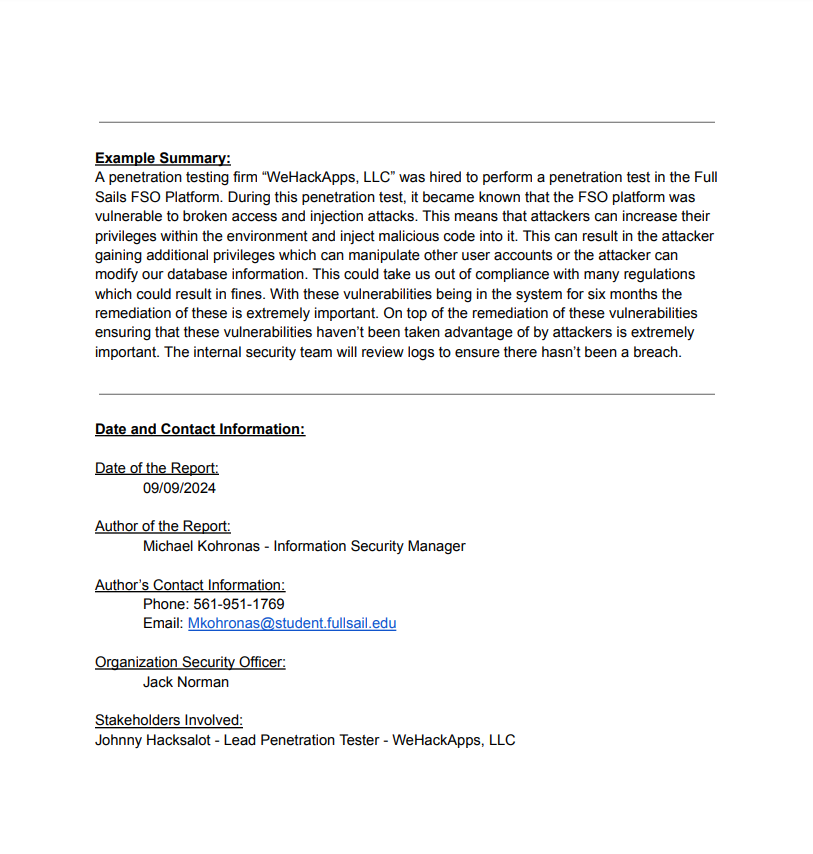 Example Summary:
A penetration testing firm “WeHackApps, LLC” was hired to perform a penetration test in the Full
Sails FSO Platform. During this penetration test, it became known that the FSO platform was
vulnerable to broken access and injection attacks. This means that attackers can increase their
privileges within the environment and inject malicious code into it. This can result in the attacker
gaining additional privileges which can manipulate other user accounts or the attacker can
modify our database information. This could take us out of compliance with many regulations
which could result in fines. With these vulnerabilities being in the system for six months the
remediation of these is extremely important. On top of the remediation of these vulnerabilities
ensuring that these vulnerabilities haven’t been taken advantage of by attackers is extremely
important. The internal security team will review logs to ensure there hasn’t been a breach.
Date and Contact Information:
Date of the Report:
09/09/2024
Author of the Report:
Michael Kohronas - Information Security Manager
Author’s Contact Information:
Phone: 561-951-1769
Email: Mkohronas@student.fullsail.edu
Organization Security Officer:
Jack Norman
Stakeholders Involved:
Johnny Hacksalot - Lead Penetration Tester - WeHackApps, LLC